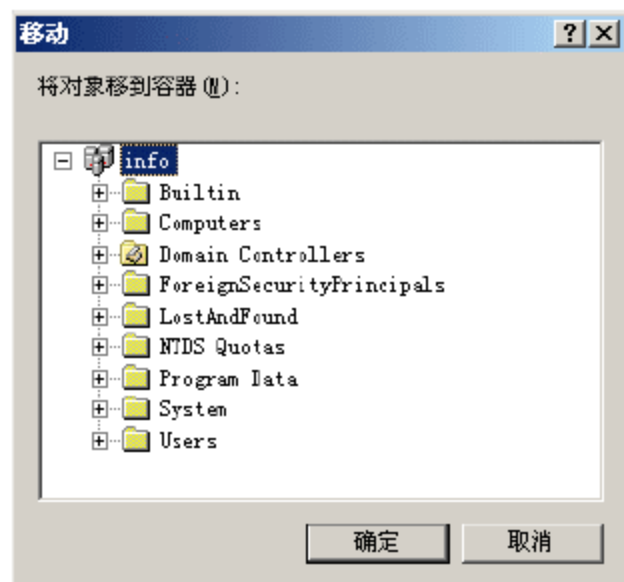 移动
将对象移到容器(N):
info
Builtin
Computers
Domain Controllers
ForeignSecurityPrincipals
LostAndFound
NTDS Quotas
Program Data
System
Users
确定 取消